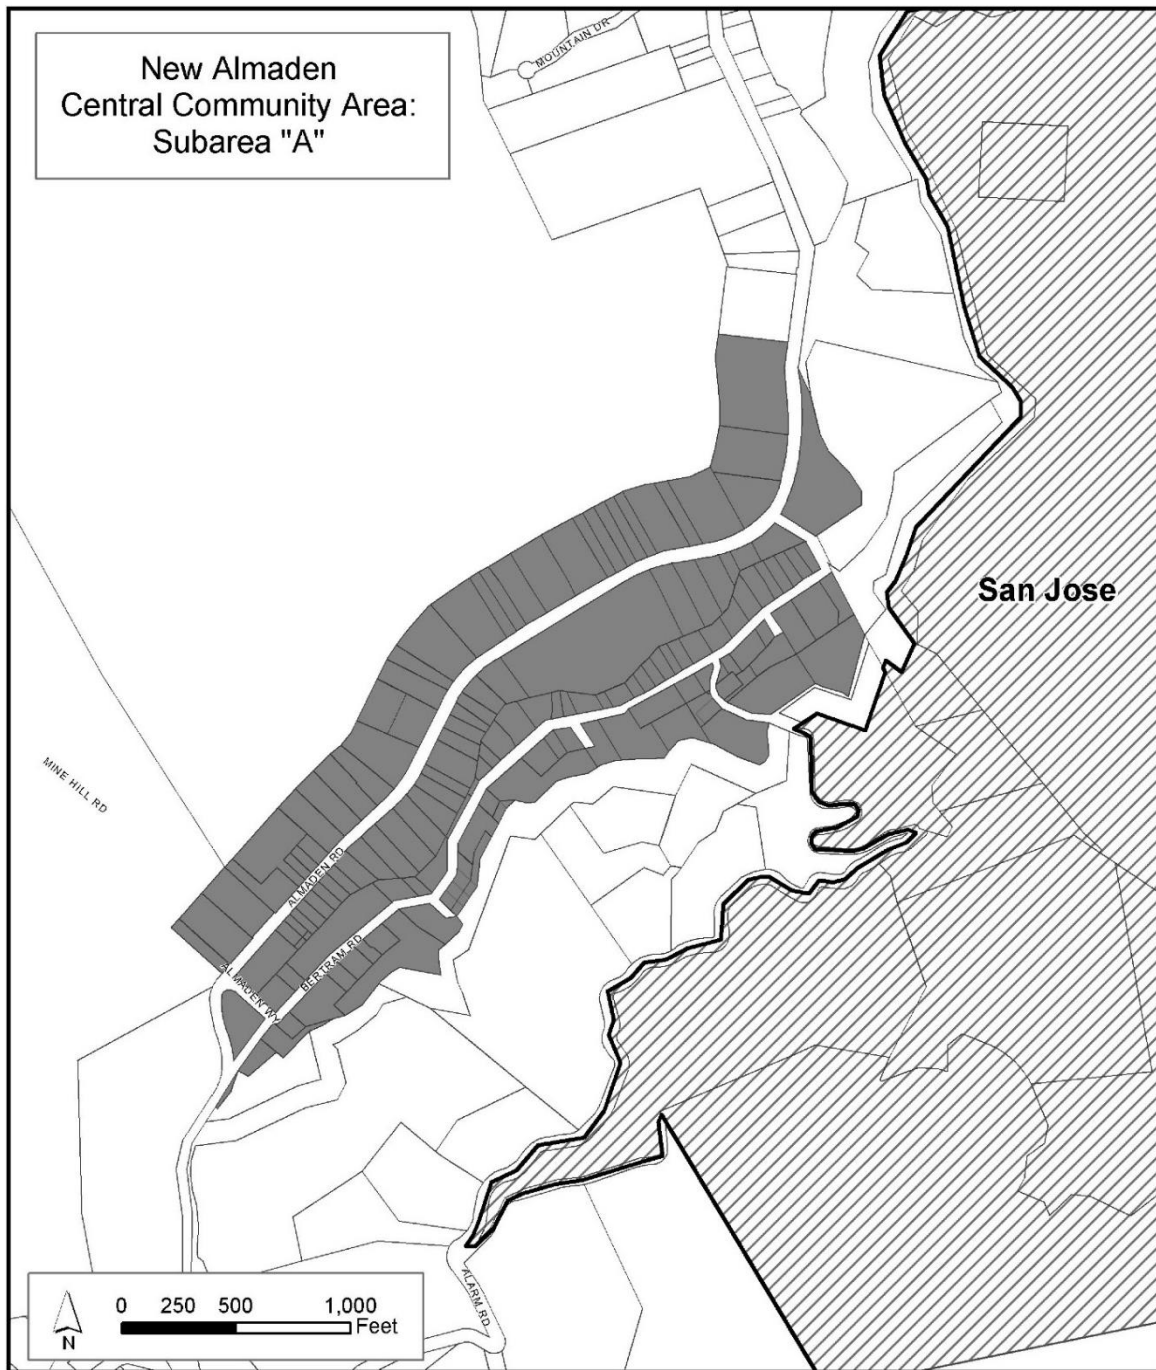 MOUNTAIN DR
New Almaden
Central Community Area:
Subarea "A"
San Jose
MINE HILL RD
ALMADEN RD
BERTRAM RD
ALMADEN WY
ALARM RD
0 250 500 1,000
Feet
N